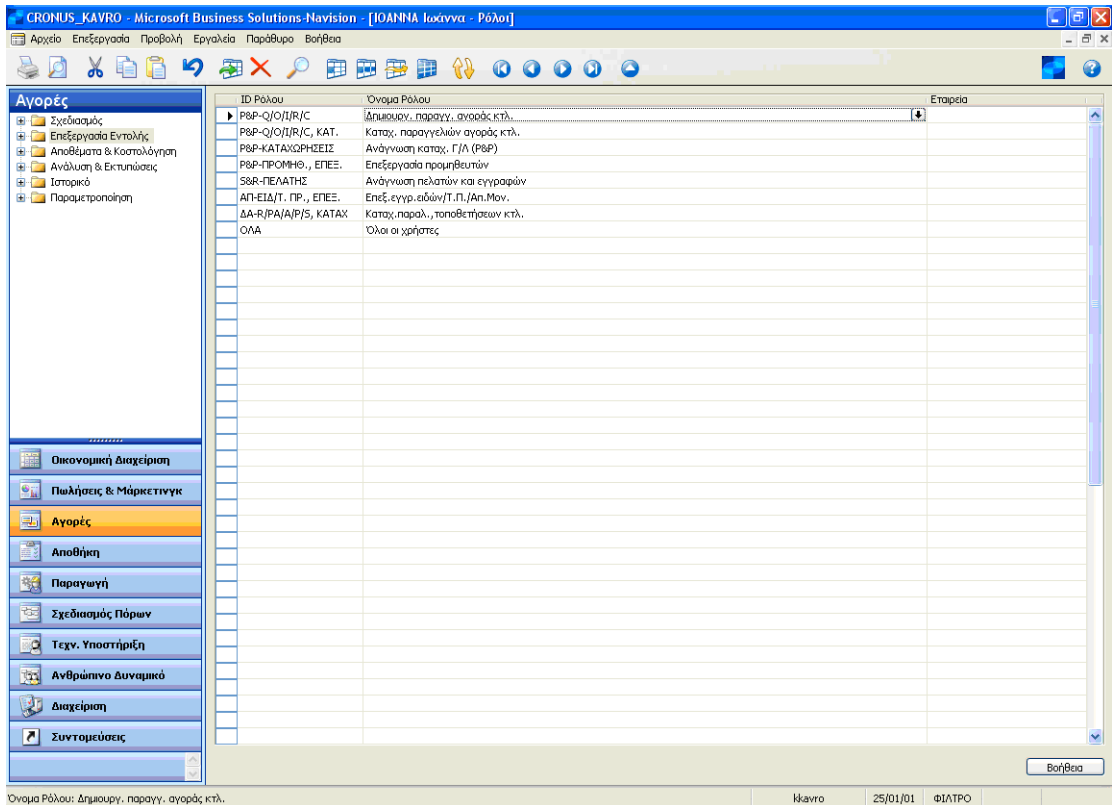 CRONUS_KAVRO - Microsoft Business Solutions-Navision - [ΙΟΑΝΝΑ Ιωάννα - Ρόλοι]
Αρχείο Επεξεργασία Προβολή Εργαλεία Παράθυρο Βοήθεια
Αγορές
Σχεδιασμός
Επεξεργασία Εντολής
Αποθέματα & Κοστολόγηση
Ανάλυση & Εκτυπώσεις
Ιστορικό
Παραμετροποίηση
Οικονομική Διαχείριση
Πωλήσεις & Μάρκετινγκ
Αγορές
Αποθήκη
Παραγωγή
Σχεδιασμός Πόρων
Τεχν. Υποστήριξη
Ανθρώπινο Δυναμικό
Διαχείριση
Συντομεύσεις
ID Ρόλου Όνομα Ρόλου Εταιρεία
P&P-Q/O/I/R/C Δημιουργ. παραγγ. αγοράς κτλ.
P&P-Q/O/I/R/C, ΚΑΤ. Καταχ. παραγγελιών αγοράς κτλ.
P&P-ΚΑΤΑΧΩΡΗΣΕΙΣ Ανάγνωση καταχ. Γ/Λ (P&P)
P&P-ΠΡΟΜΗΘ., ΕΠΕΞ. Επεξεργασία προμηθευτών
S&R-ΠΕΛΑΤΗΣ Ανάγνωση πελατών και εγγραφών
ΑΠ-ΕΙΔ/Τ. ΠΡ., ΕΠΕΞ. Επεξ.εγγρ.ειδών/Τ.Π./Απ.Μον.
ΔΑ-R/PA/A/P/S, ΚΑΤΑΧ Καταχ.παραλ.,τοποθετήσεων κτλ.
ΟΛΑ Όλοι οι χρήστες
Βοήθεια
Όνομα Ρόλου: Δημιουργ. παραγγ. αγοράς κτλ. kkavro 25/01/01 ΦΙΛΤΡΟ